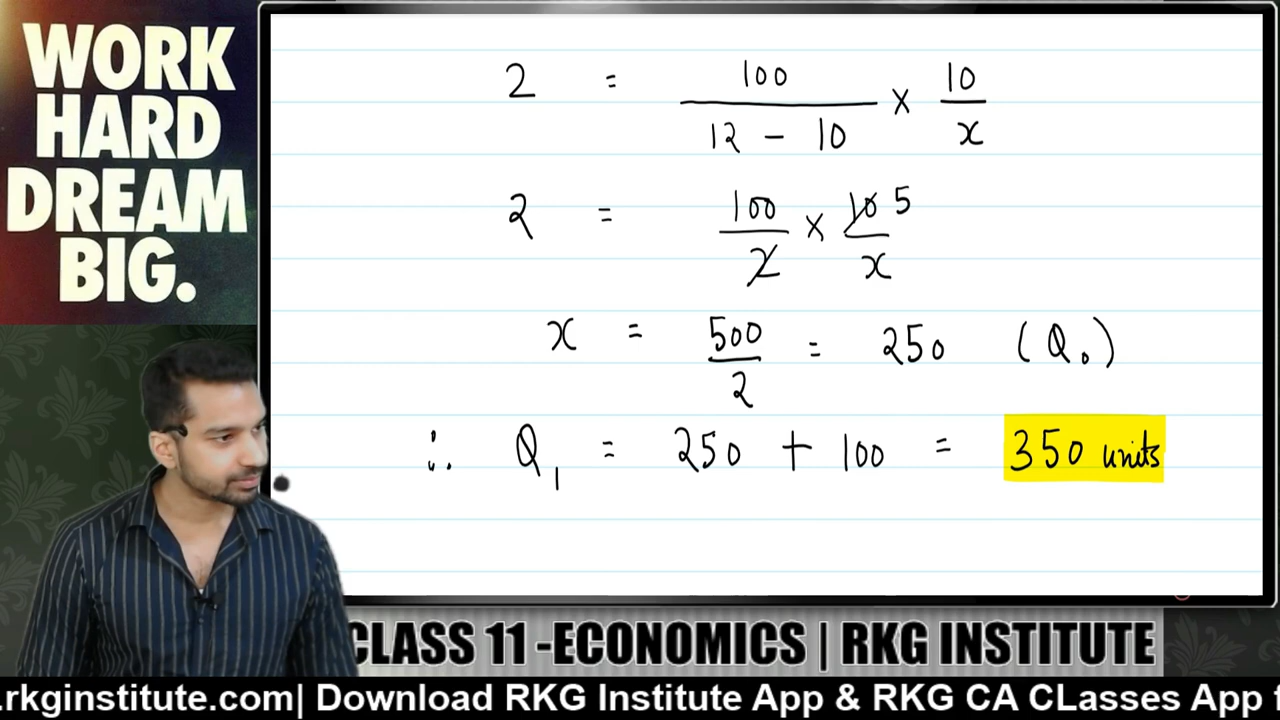 WORK
HARD
DREAM
BIG.
2 = 100 / (12 - 10) × 10 / x
2 = 100 / 2 × 10 5 / x
x = 500 / 2 = 250 (Q₀)
∴ Q₁ = 250 + 100 = 350 units
CLASS 11 -ECONOMICS | RKG INSTITUTE
.rkginstitute.com| Download RKG Institute App & RKG CA CLasses App